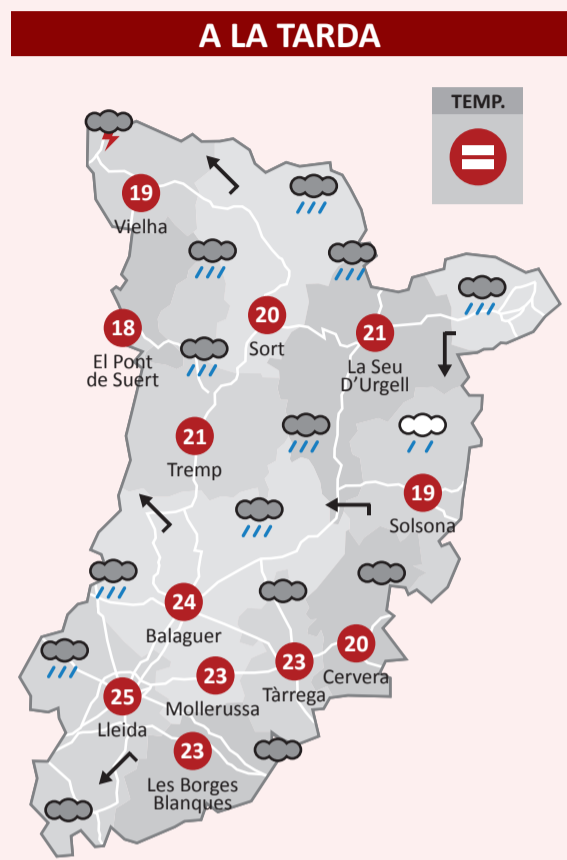 A LA TARDA
TEMP.
19
Vielha
18
El Pont
de Suert
20
Sort
21
La Seu
D'Urgell
21
Tremp
19
Solsona
24
Balaguer
20
Cervera
23
Tàrrega
23
Mollerussa
25
Lleida
23
Les Borges
Blanques